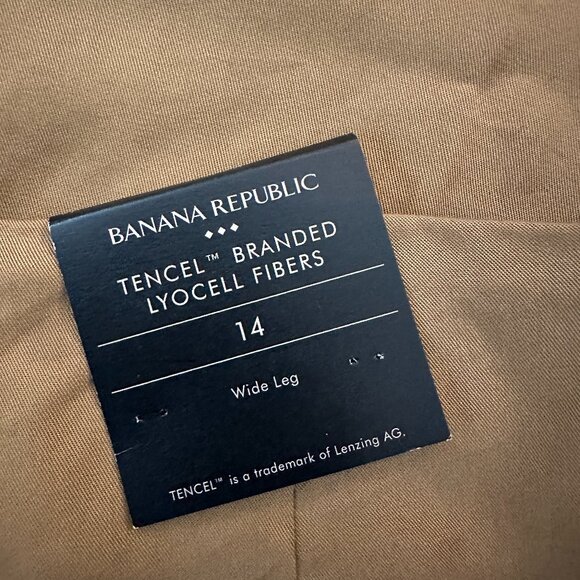 BANANA REPUBLIC
TENCEL™ BRANDED
LYOCELL FIBERS
14
Wide Leg
TENCEL™ is a trademark of Lenzing AG.